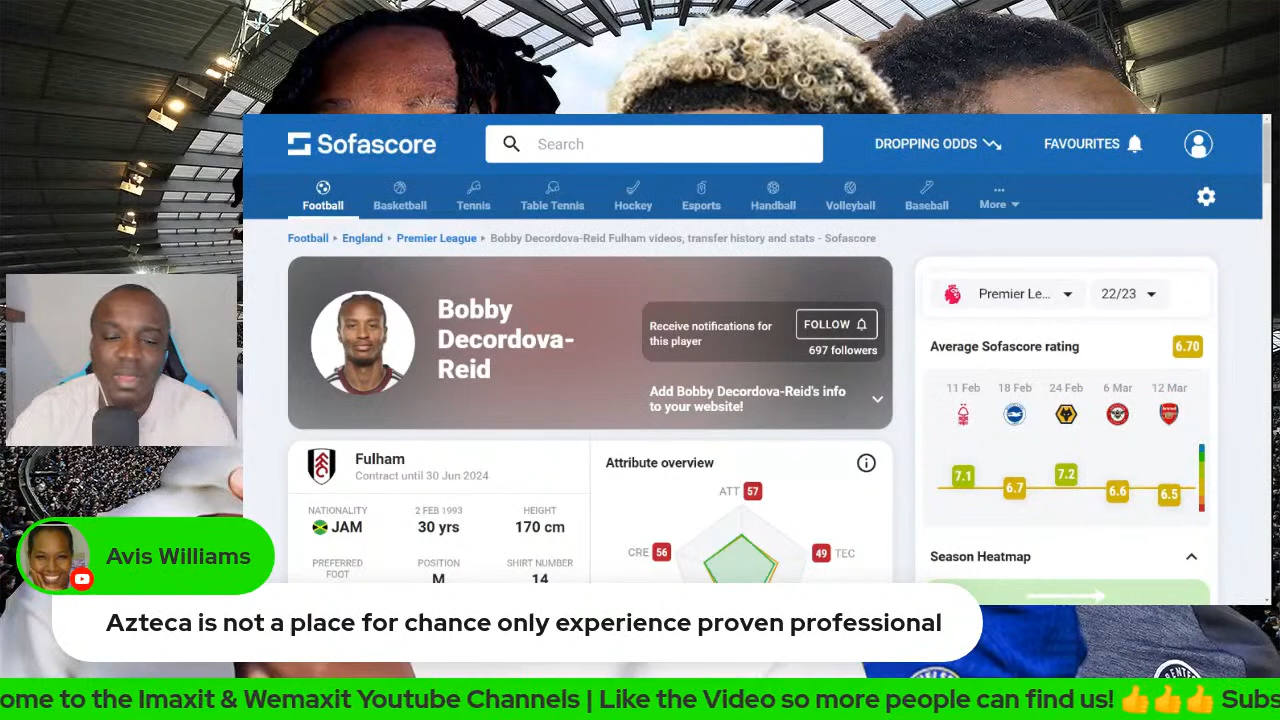 Sofascore
Search
DROPPING ODDS
FAVOURITES
Football
Basketball
Tennis
Table Tennis
Hockey
Esports
Handball
Volleyball
Baseball
More
Football
England
Premier League
Bobby Decordova-Reid Fulham videos, transfer history and stats - Sofascore
Bobby
Decordova-
Reid
Receive notifications for
this player
FOLLOW
697 followers
Add Bobby Decordova-Reid's info
to your website!
Premier Le...
22/23
Average Sofascore rating
6.70
11 Feb
18 Feb
24 Feb
6 Mar
12 Mar
7.1
6.7
7.2
6.6
6.5
Season Heatmap
Fulham
Contract until 30 Jun 2024
NATIONALITY
JAM
2 FEB 1993
30 yrs
HEIGHT
170 cm
PREFERRED
FOOT
POSITION
M
SHIRT NUMBER
14
Attribute overview
ATT 57
CRE 56
49 TEC
Avis Williams
Azteca is not a place for chance only experience proven professional
ome to the Imaxit & Wemaxit Youtube Channels | Like the Video so more people can find us! 👍👍👍 Subs